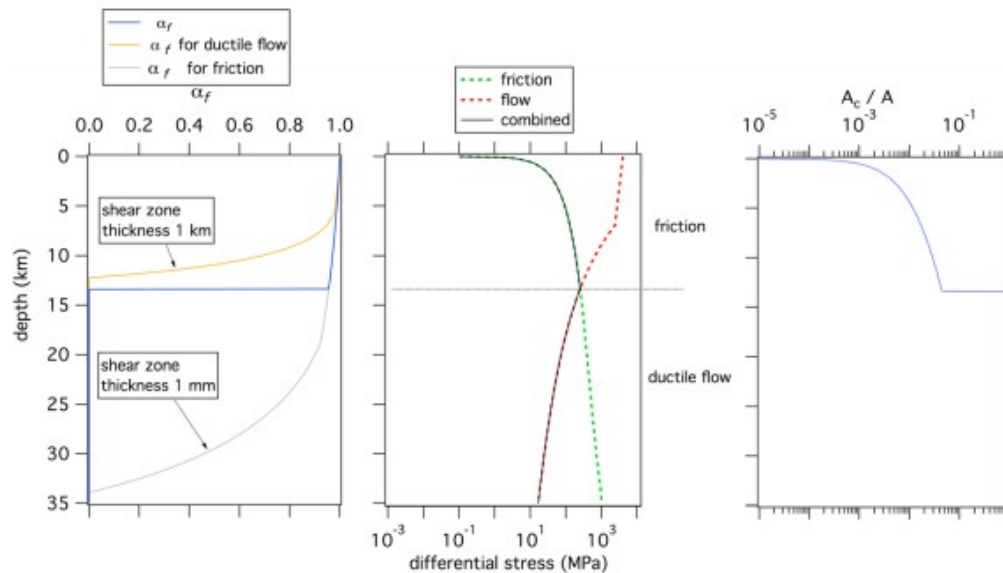 α_f
α_f for ductile flow
α_f for friction
α_f
0.0 0.2 0.4 0.6 0.8 1.0
0
5
10
15
20
25
30
35
depth (km)
shear zone
thickness 1 km
shear zone
thickness 1 mm
friction
flow
combined
10^-3 10^-1 10^1 10^3
differential stress (MPa)
friction
ductile flow
A_c / A
10^-5 10^-3 10^-1